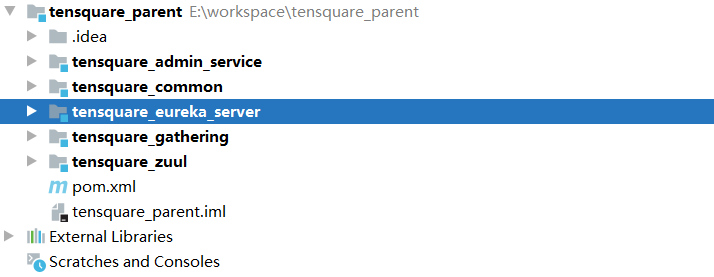 tensquare_parent E:\workspace\tensquare_parent
.idea
tensquare_admin_service
tensquare_common
tensquare_eureka_server
tensquare_gathering
tensquare_zuul
pom.xml
tensquare_parent.iml
External Libraries
Scratches and Consoles